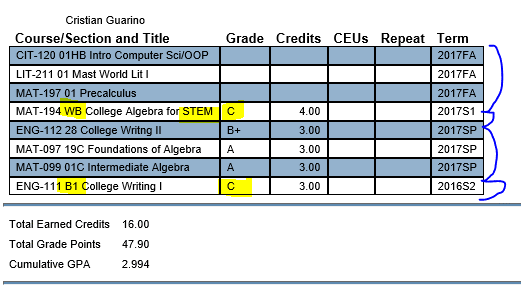 Cristian Guarino
Course/Section and Title Grade Credits CEUs Repeat Term
CIT-120 01HB Intro Computer Sci/OOP 2017FA
LIT-211 01 Mast World Lit I 2017FA
MAT-197 01 Precalculus 2017FA
MAT-194 WB College Algebra for STEM C 4.00 2017S1
ENG-112 28 College Writng II B+ 3.00 2017SP
MAT-097 19C Foundations of Algebra A 3.00 2017SP
MAT-099 01C Intermediate Algebra A 3.00 2017SP
ENG-111 B1 College Writing I C 3.00 2016S2
Total Earned Credits 16.00
Total Grade Points 47.90
Cumulative GPA 2.994